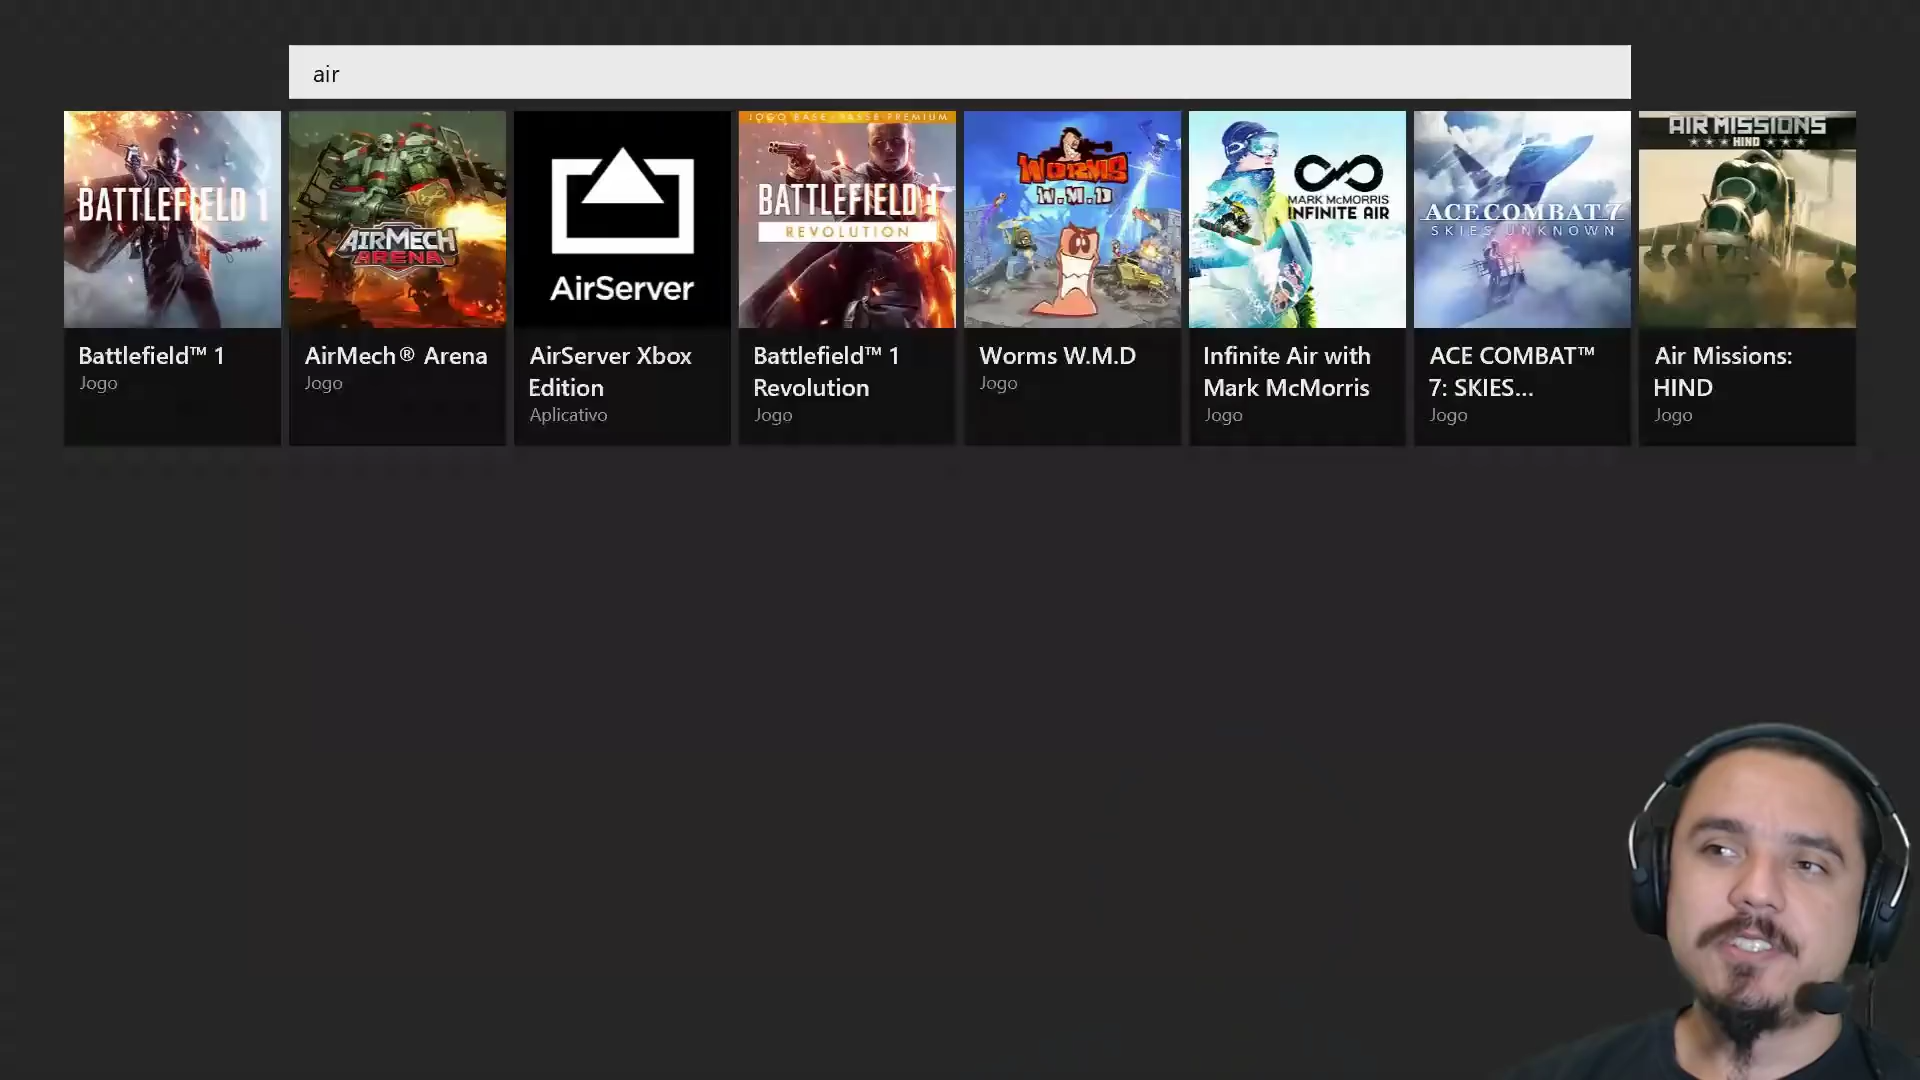 air
BATTLEFIELD 1
AIRMECH
ARENA
AirServer
JOGO BASE + PASSE PREMIUM
BATTLEFIELD 1
REVOLUTION
WORMS
W.M.D
MARK McMORRIS
INFINITE AIR
ACE COMBAT 7
SKIES UNKNOWN
AIR MISSIONS
HIND
Battlefield™ 1
Jogo
AirMech® Arena
Jogo
AirServer Xbox
Edition
Aplicativo
Battlefield™ 1
Revolution
Jogo
Worms W.M.D
Jogo
Infinite Air with
Mark McMorris
Jogo
ACE COMBAT™
7: SKIES...
Jogo
Air Missions:
HIND
Jogo